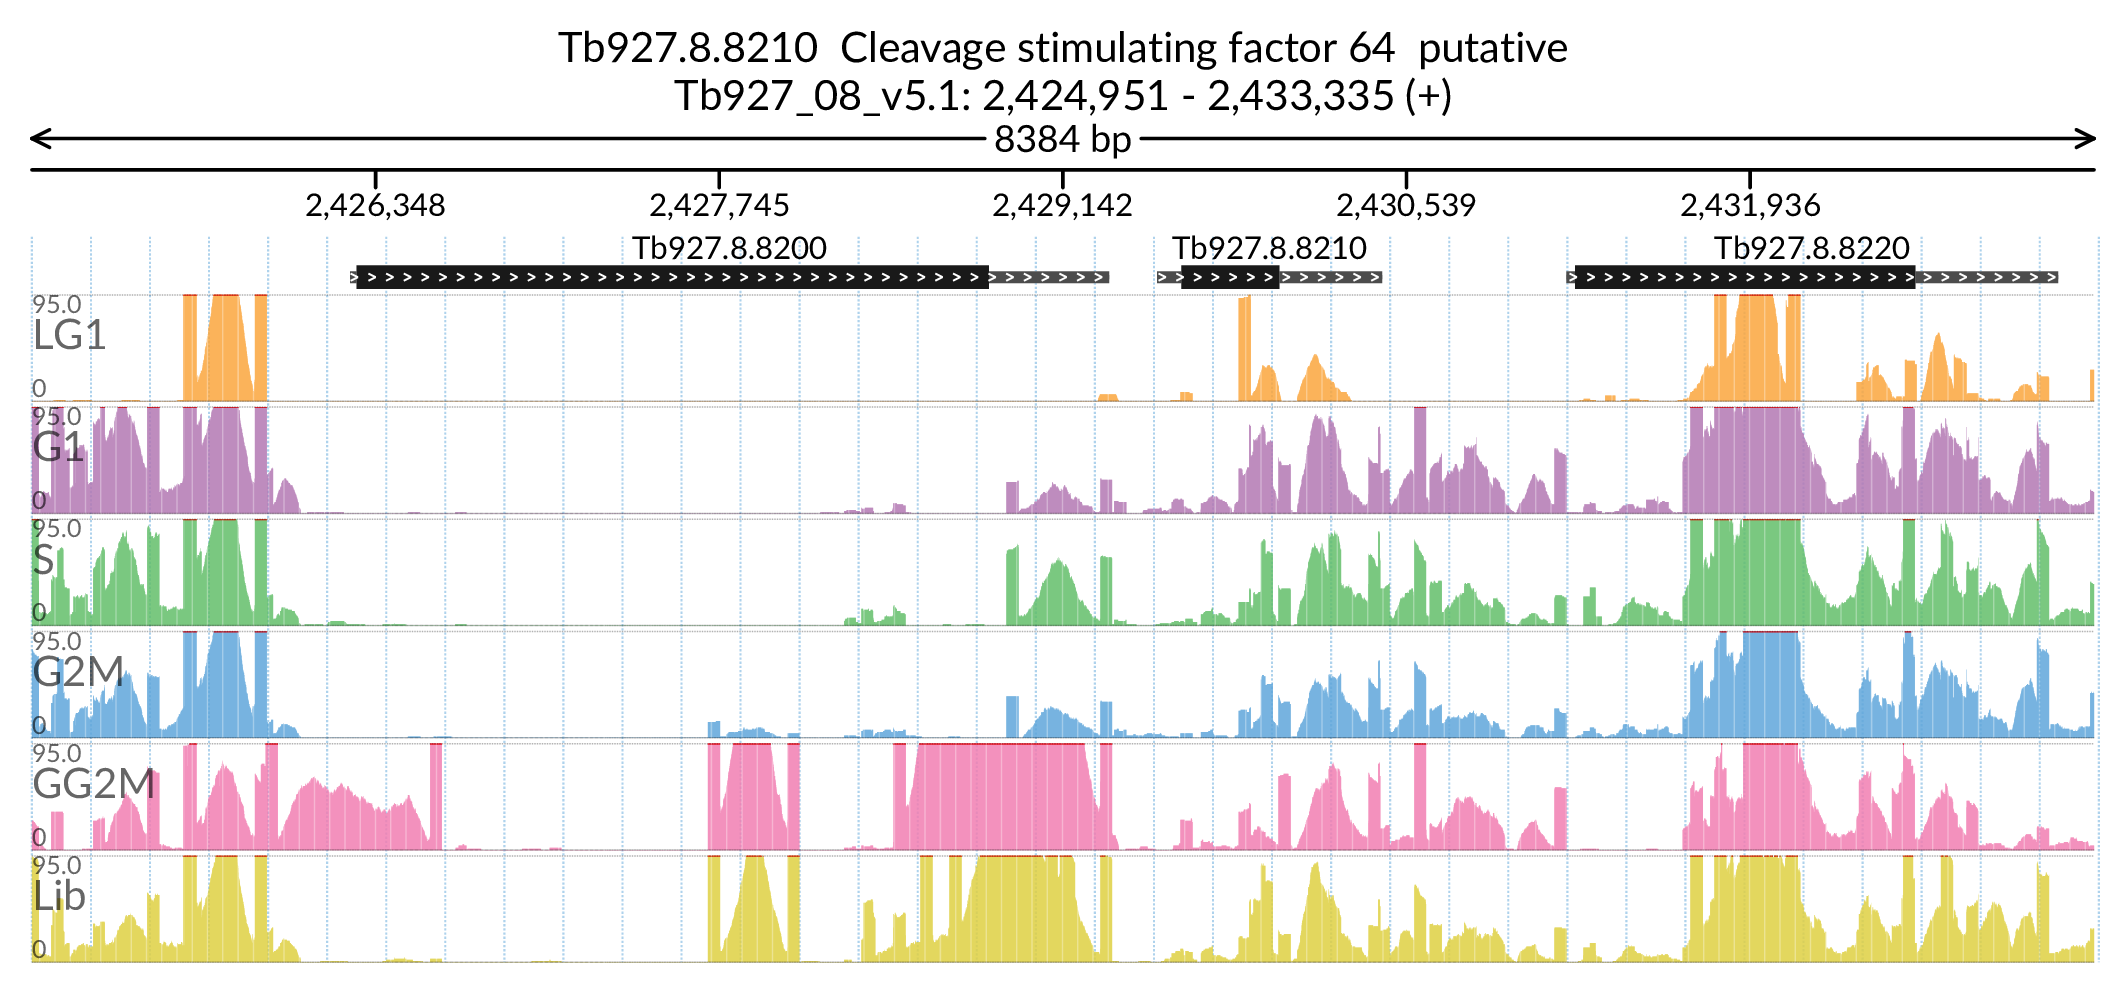 Tb927.8.8210  Cleavage stimulating factor 64  putative
Tb927_08_v5.1: 2,424,951 - 2,433,335 (+)
8384 bp
2,426,348 2,427,745 2,429,142 2,430,539 2,431,936
Tb927.8.8200 Tb927.8.8210 Tb927.8.8220
95.0
LG1
0
95.0
G1
0
95.0
S
0
95.0
G2M
0
95.0
GG2M
0
95.0
Lib
0